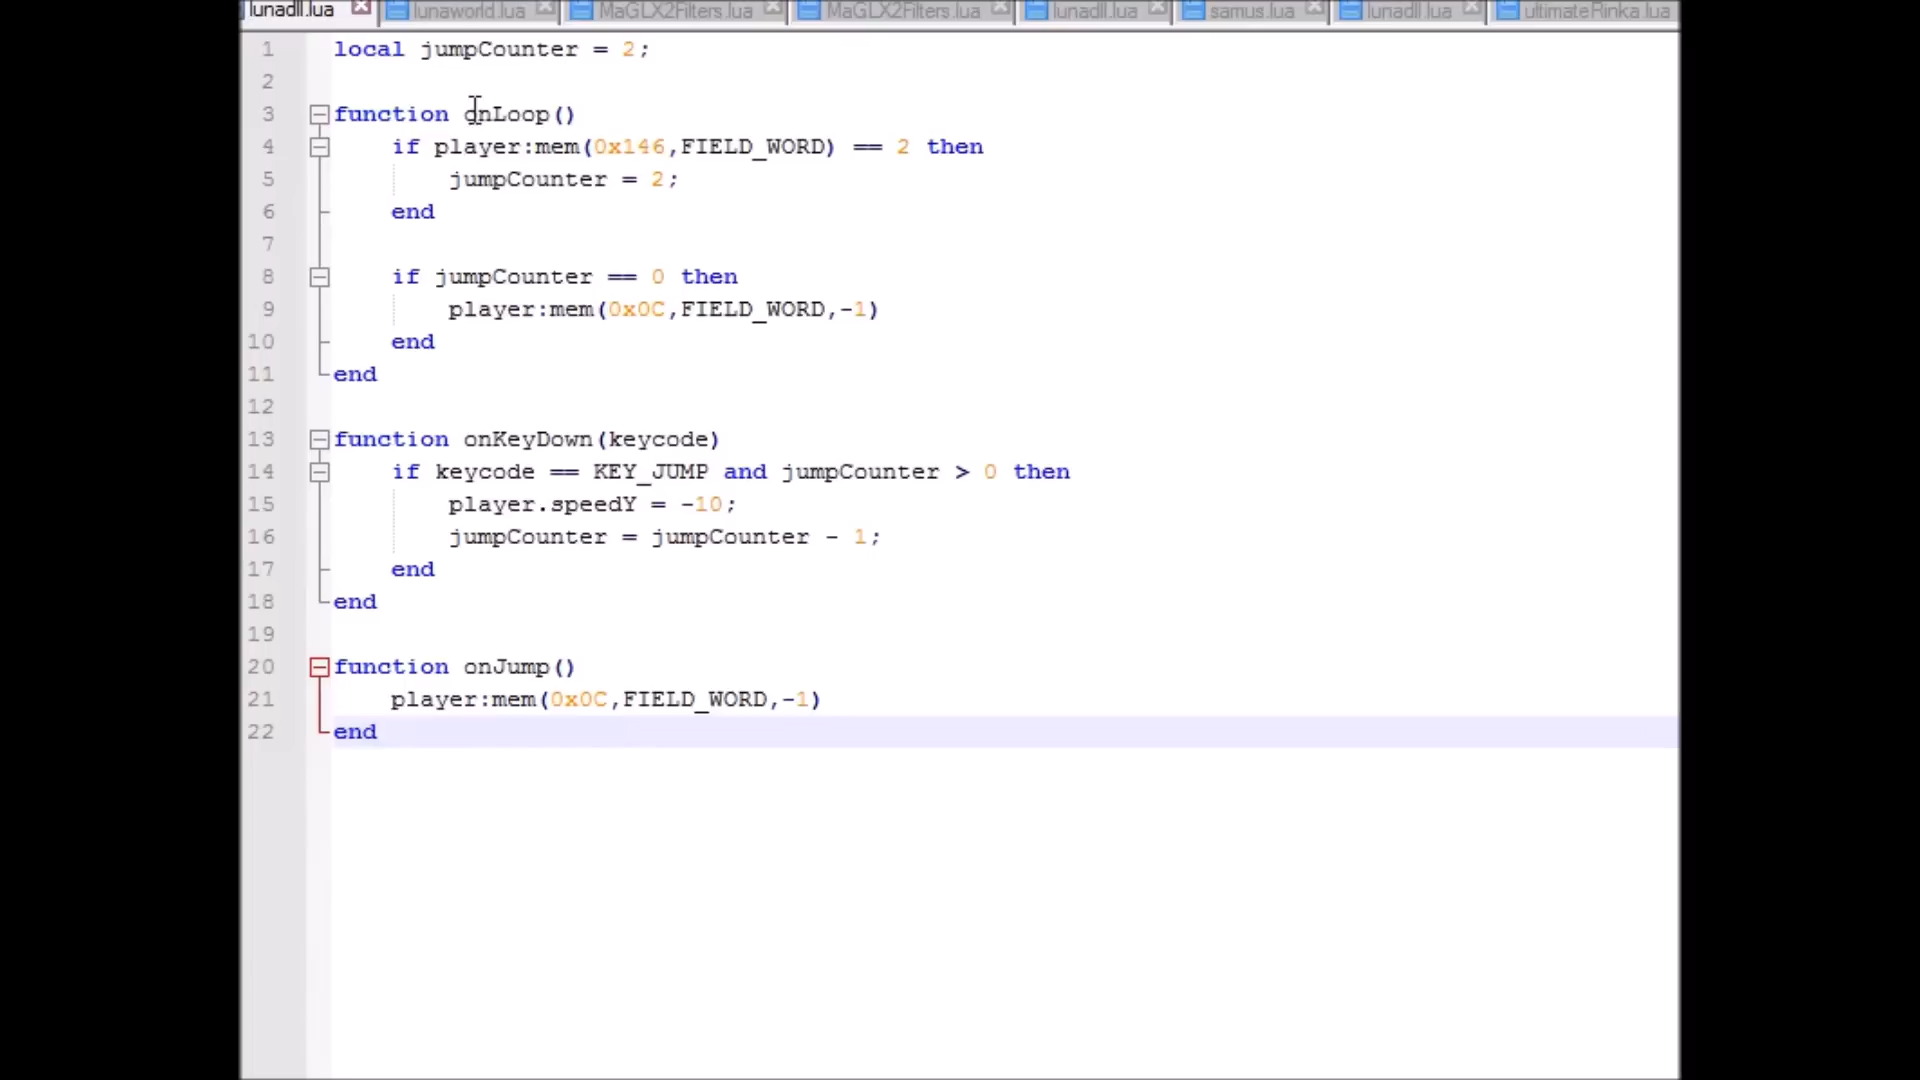 lunadll.lua lunaworld.lua MaGLX2Filters.lua MaGLX2Filters.lua lunadll.lua samus.lua lunadll.lua ultimateRinka.lua
1 local jumpCounter = 2;
2
3 function onLoop()
4 if player:mem(0x146,FIELD_WORD) == 2 then
5 jumpCounter = 2;
6 end
7
8 if jumpCounter == 0 then
9 player:mem(0x0C,FIELD_WORD,-1)
10 end
11 end
12
13 function onKeyDown(keycode)
14 if keycode == KEY_JUMP and jumpCounter > 0 then
15 player.speedY = -10;
16 jumpCounter = jumpCounter - 1;
17 end
18 end
19
20 function onJump()
21 player:mem(0x0C,FIELD_WORD,-1)
22 end